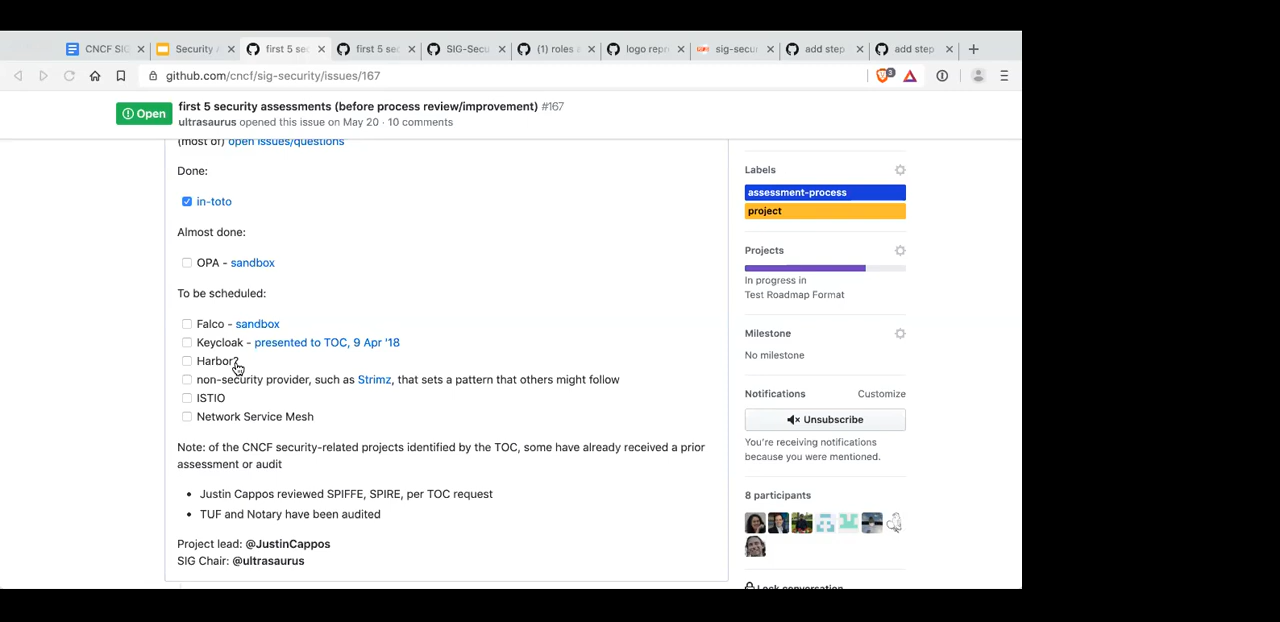 CNCF SIG
Security A
first 5 sec
first 5 sec
SIG-Secu
(1) roles a
logo repro
sig-secur
add step
add step
github.com/cncf/sig-security/issues/167
3
Open
first 5 security assessments (before process review/improvement) #167
ultrasaurus opened this issue on May 20 · 10 comments
(most of) open issues/questions
Done:
in-toto
Almost done:
OPA - sandbox
To be scheduled:
Falco - sandbox
Keycloak - presented to TOC, 9 Apr '18
Harbor?
non-security provider, such as Strimz, that sets a pattern that others might follow
ISTIO
Network Service Mesh
Note: of the CNCF security-related projects identified by the TOC, some have already received a prior
assessment or audit
• Justin Cappos reviewed SPIFFE, SPIRE, per TOC request
• TUF and Notary have been audited
Project lead: @JustinCappos
SIG Chair: @ultrasaurus
Labels
assessment-process
project
Projects
In progress in
Test Roadmap Format
Milestone
No milestone
Notifications
Customize
Unsubscribe
You're receiving notifications
because you were mentioned.
8 participants
Lock conversation